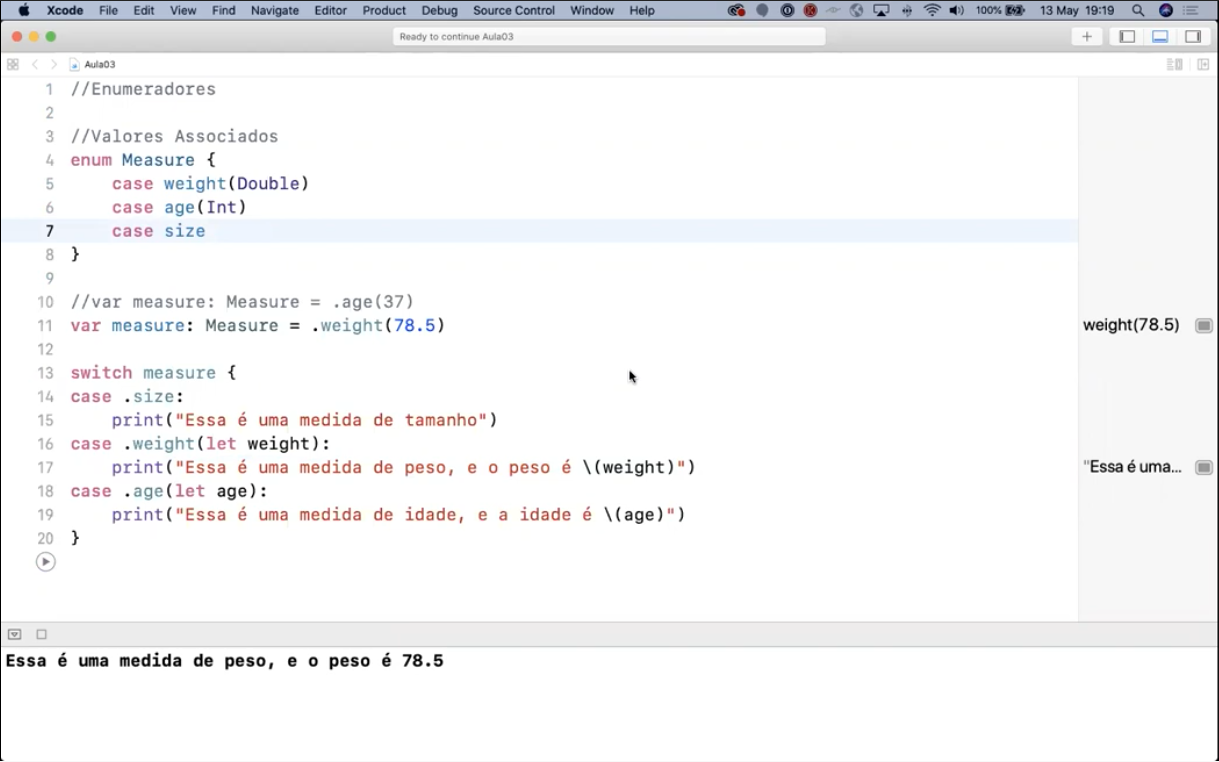 Xcode File Edit View Find Navigate Editor Product Debug Source Control Window Help 100% 13 May 19:19
Ready to continue Aula03
Aula03
1 //Enumeradores
2
3 //Valores Associados
4 enum Measure {
5 case weight(Double)
6 case age(Int)
7 case size
8 }
9
10 //var measure: Measure = .age(37)
11 var measure: Measure = .weight(78.5) weight(78.5)
12
13 switch measure {
14 case .size:
15 print("Essa é uma medida de tamanho")
16 case .weight(let weight):
17 print("Essa é uma medida de peso, e o peso é \(weight)") "Essa é uma...
18 case .age(let age):
19 print("Essa é uma medida de idade, e a idade é \(age)")
20 }
Essa é uma medida de peso, e o peso é 78.5